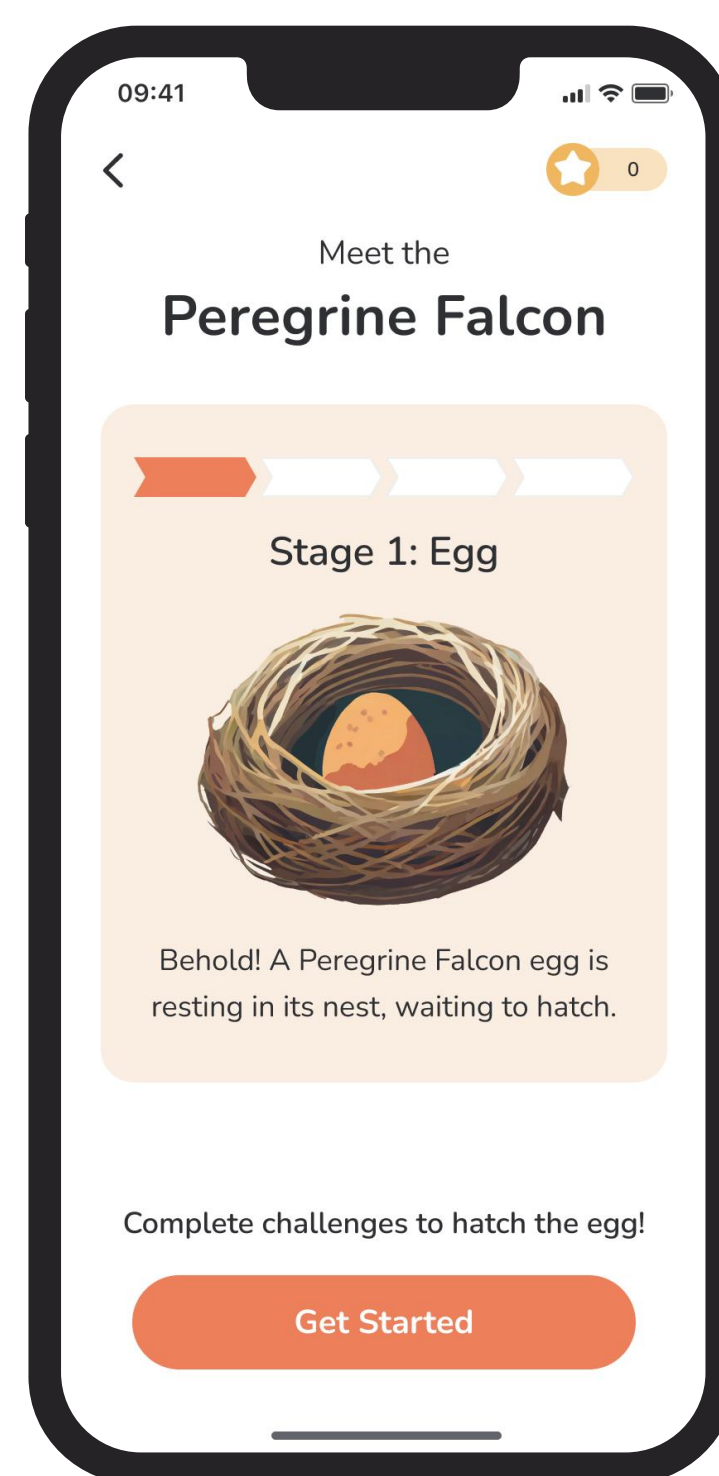 09:41
0
Meet the
Peregrine Falcon
Stage 1: Egg
Behold! A Peregrine Falcon egg is
resting in its nest, waiting to hatch.
Complete challenges to hatch the egg!
Get Started